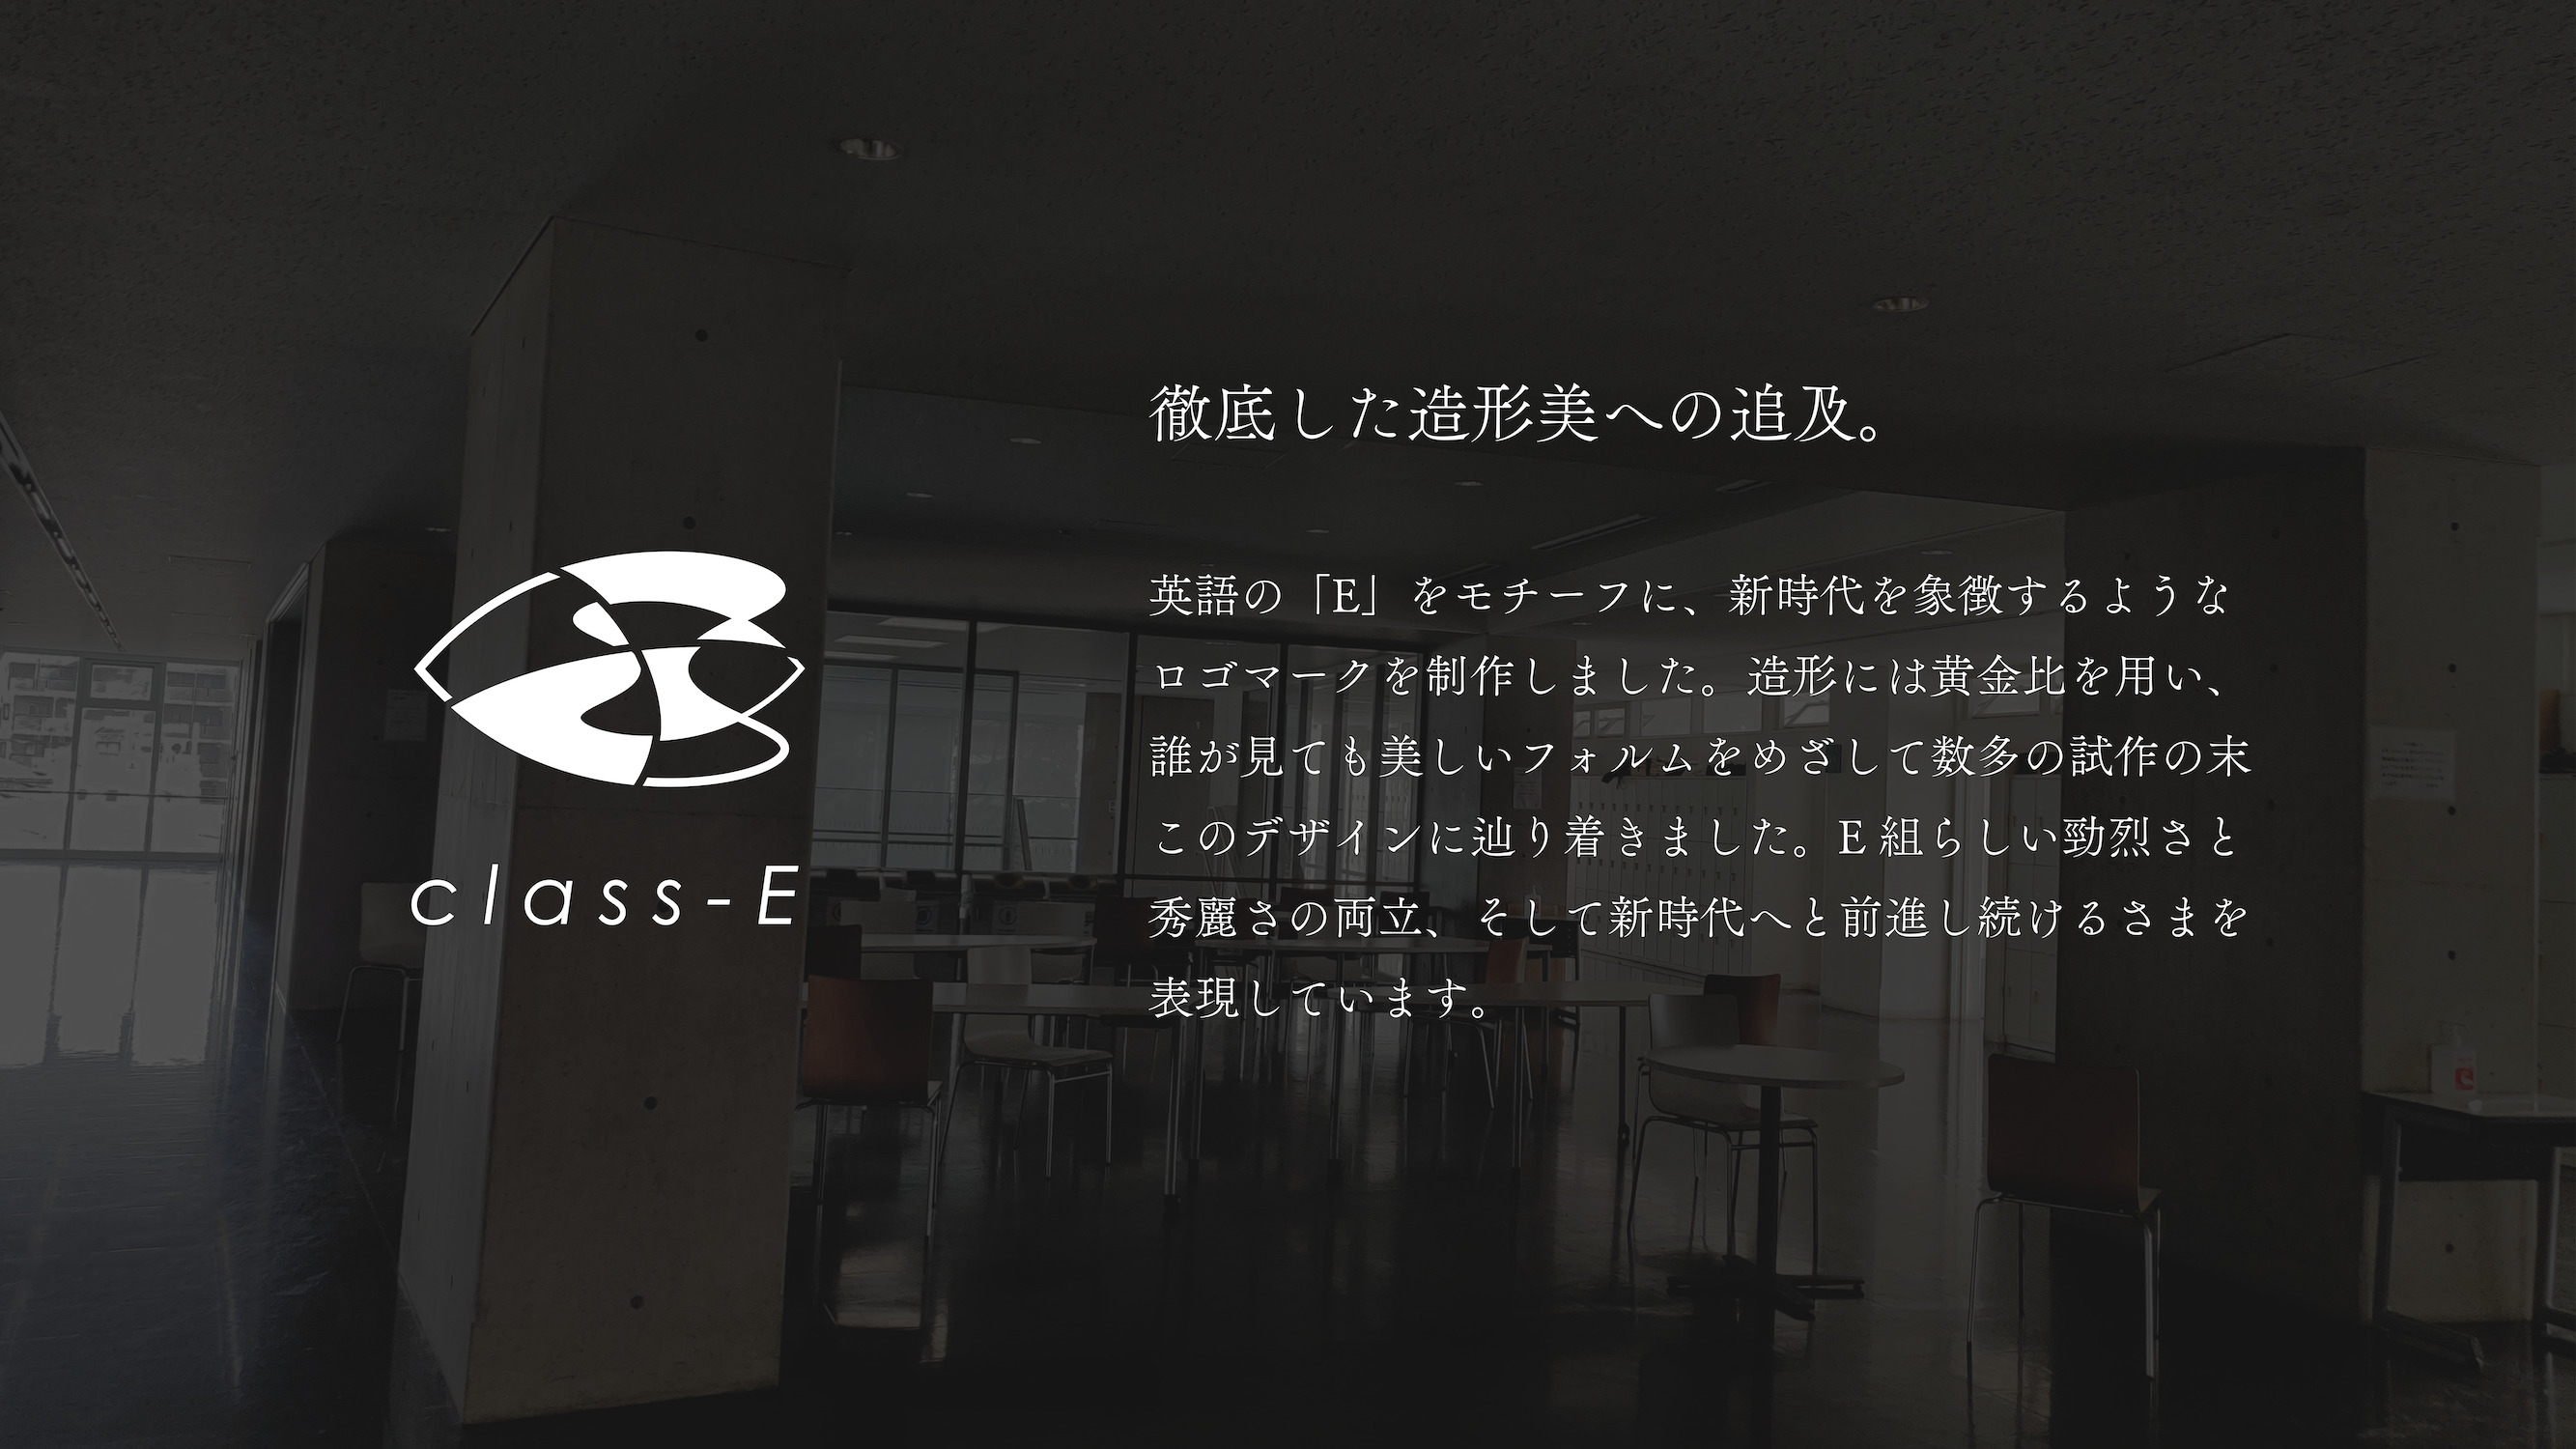 徹底した造形美への追及。
英語の「E」をモチーフに、新時代を象徴するような
ロゴマークを制作しました。造形には黄金比を用い、
誰が見ても美しいフォルムをめざして数多の試作の末
このデザインに辿り着きました。E組らしい勁烈さと
秀麗さの両立、そして新時代へと前進し続けるさまを
表現しています。
class-E